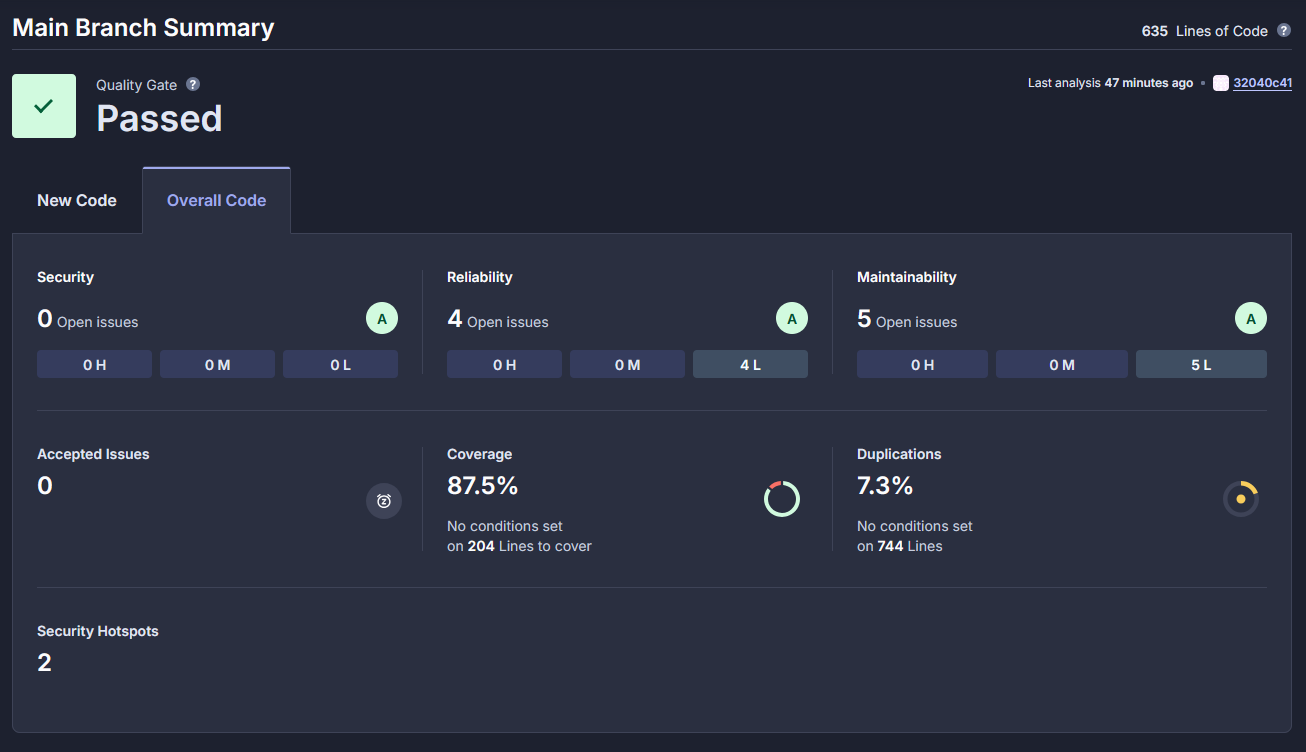 Main Branch Summary
635 Lines of Code ?
Quality Gate ?
Passed
Last analysis 47 minutes ago • 32040c41
New Code
Overall Code
Security
0 Open issues
A
0 H
0 M
0 L
Reliability
4 Open issues
A
0 H
0 M
4 L
Maintainability
5 Open issues
A
0 H
0 M
5 L
Accepted Issues
0
Coverage
87.5%
No conditions set
on 204 Lines to cover
Duplications
7.3%
No conditions set
on 744 Lines
Security Hotspots
2